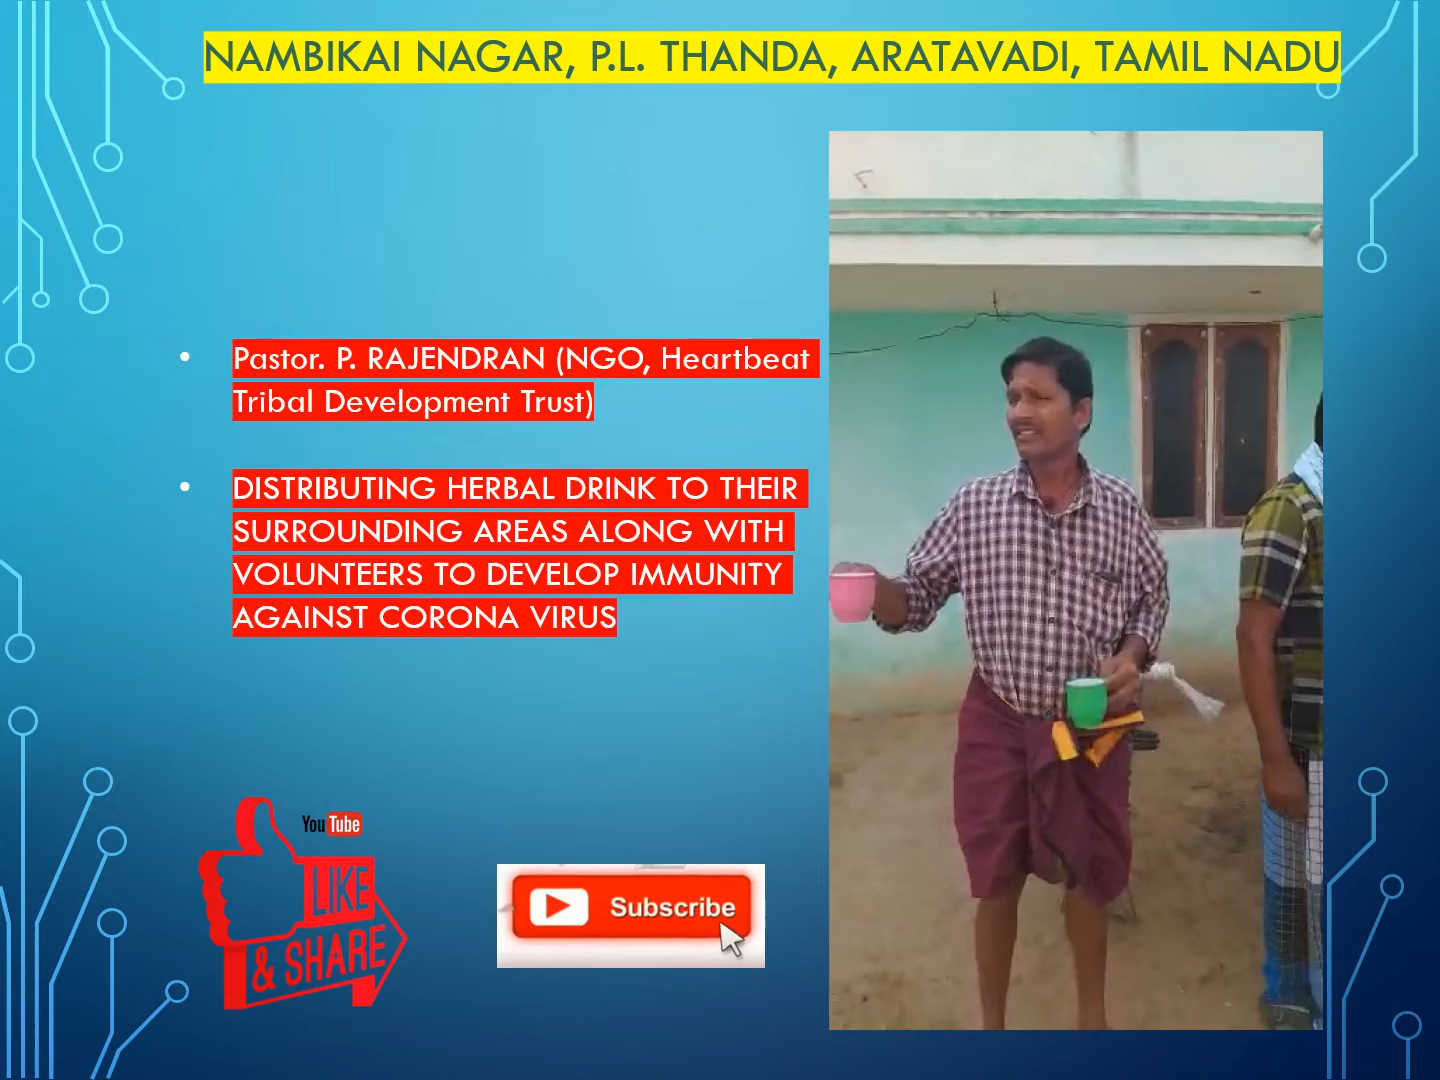 NAMBIKAI NAGAR, P.L. THANDA, ARATAVADI, TAMIL NADU
• Pastor. P. RAJENDRAN (NGO, Heartbeat
Tribal Development Trust)
• DISTRIBUTING HERBAL DRINK TO THEIR
SURROUNDING AREAS ALONG WITH
VOLUNTEERS TO DEVELOP IMMUNITY
AGAINST CORONA VIRUS
YouTube
LIKE
& SHARE
Subscribe